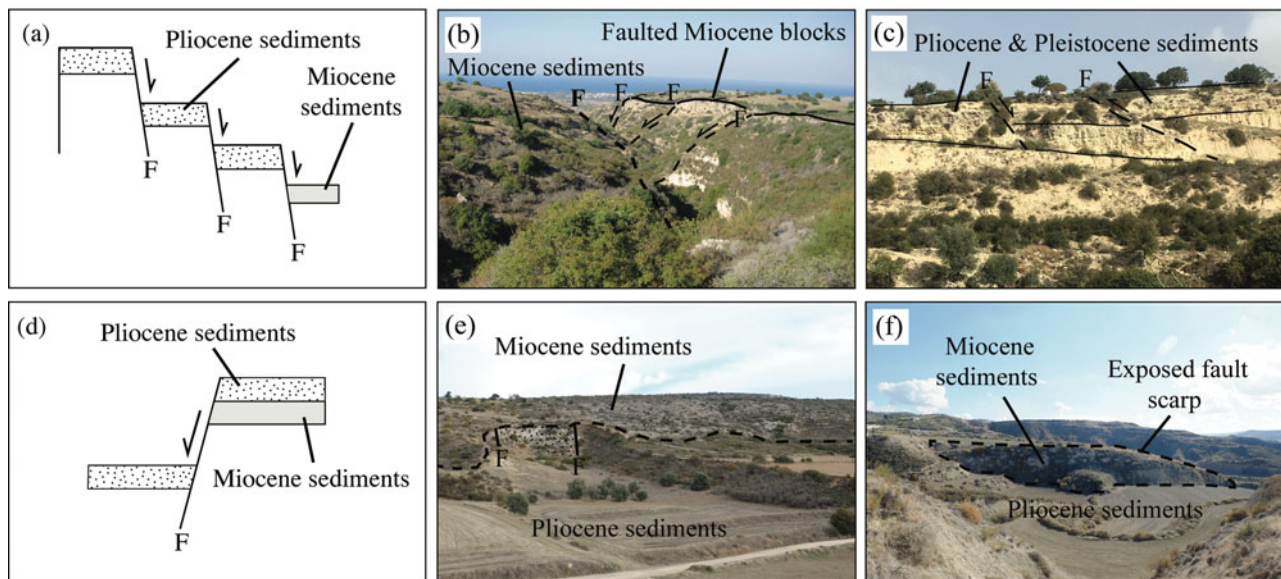 (a)
Pliocene sediments
Miocene
sediments
F
F
F
(b)
Faulted Miocene blocks
Miocene sediments
F
F
F
F
(c)
Pliocene & Pleistocene sediments
F
F
(d)
Pliocene sediments
Miocene sediments
F
(e)
Miocene sediments
F
F
Pliocene sediments
(f)
Miocene
sediments
Exposed fault
scarp
Pliocene sediments